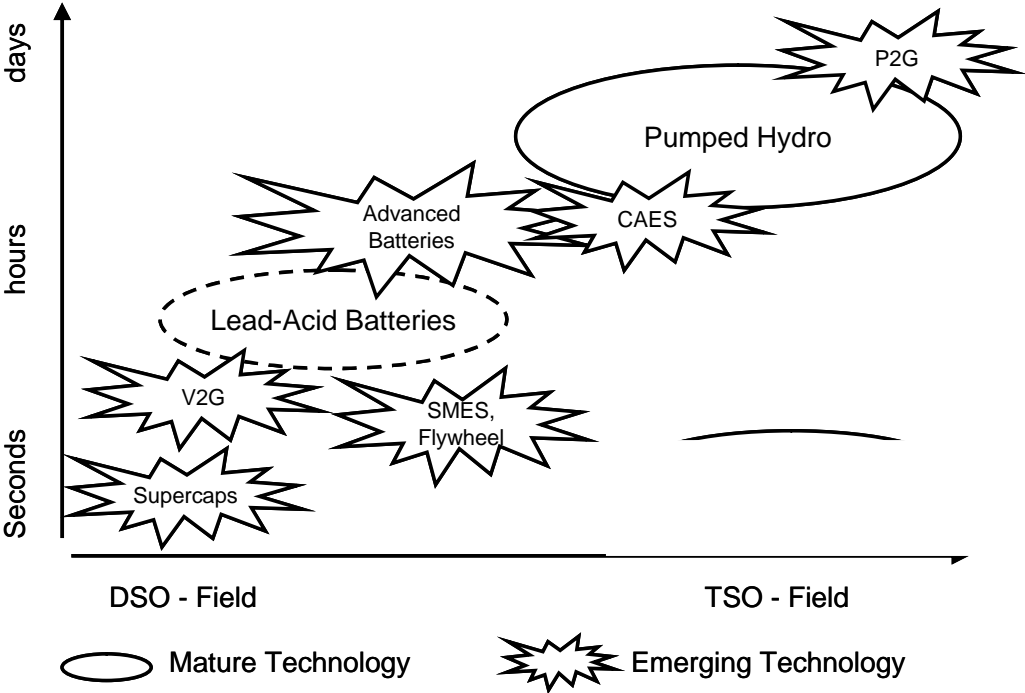 days
P2G
Pumped Hydro
Advanced
Batteries
CAES
hours
Lead-Acid Batteries
V2G
SMES,
Flywheel
Seconds
Supercaps
DSO - Field
TSO - Field
Mature Technology
Emerging Technology